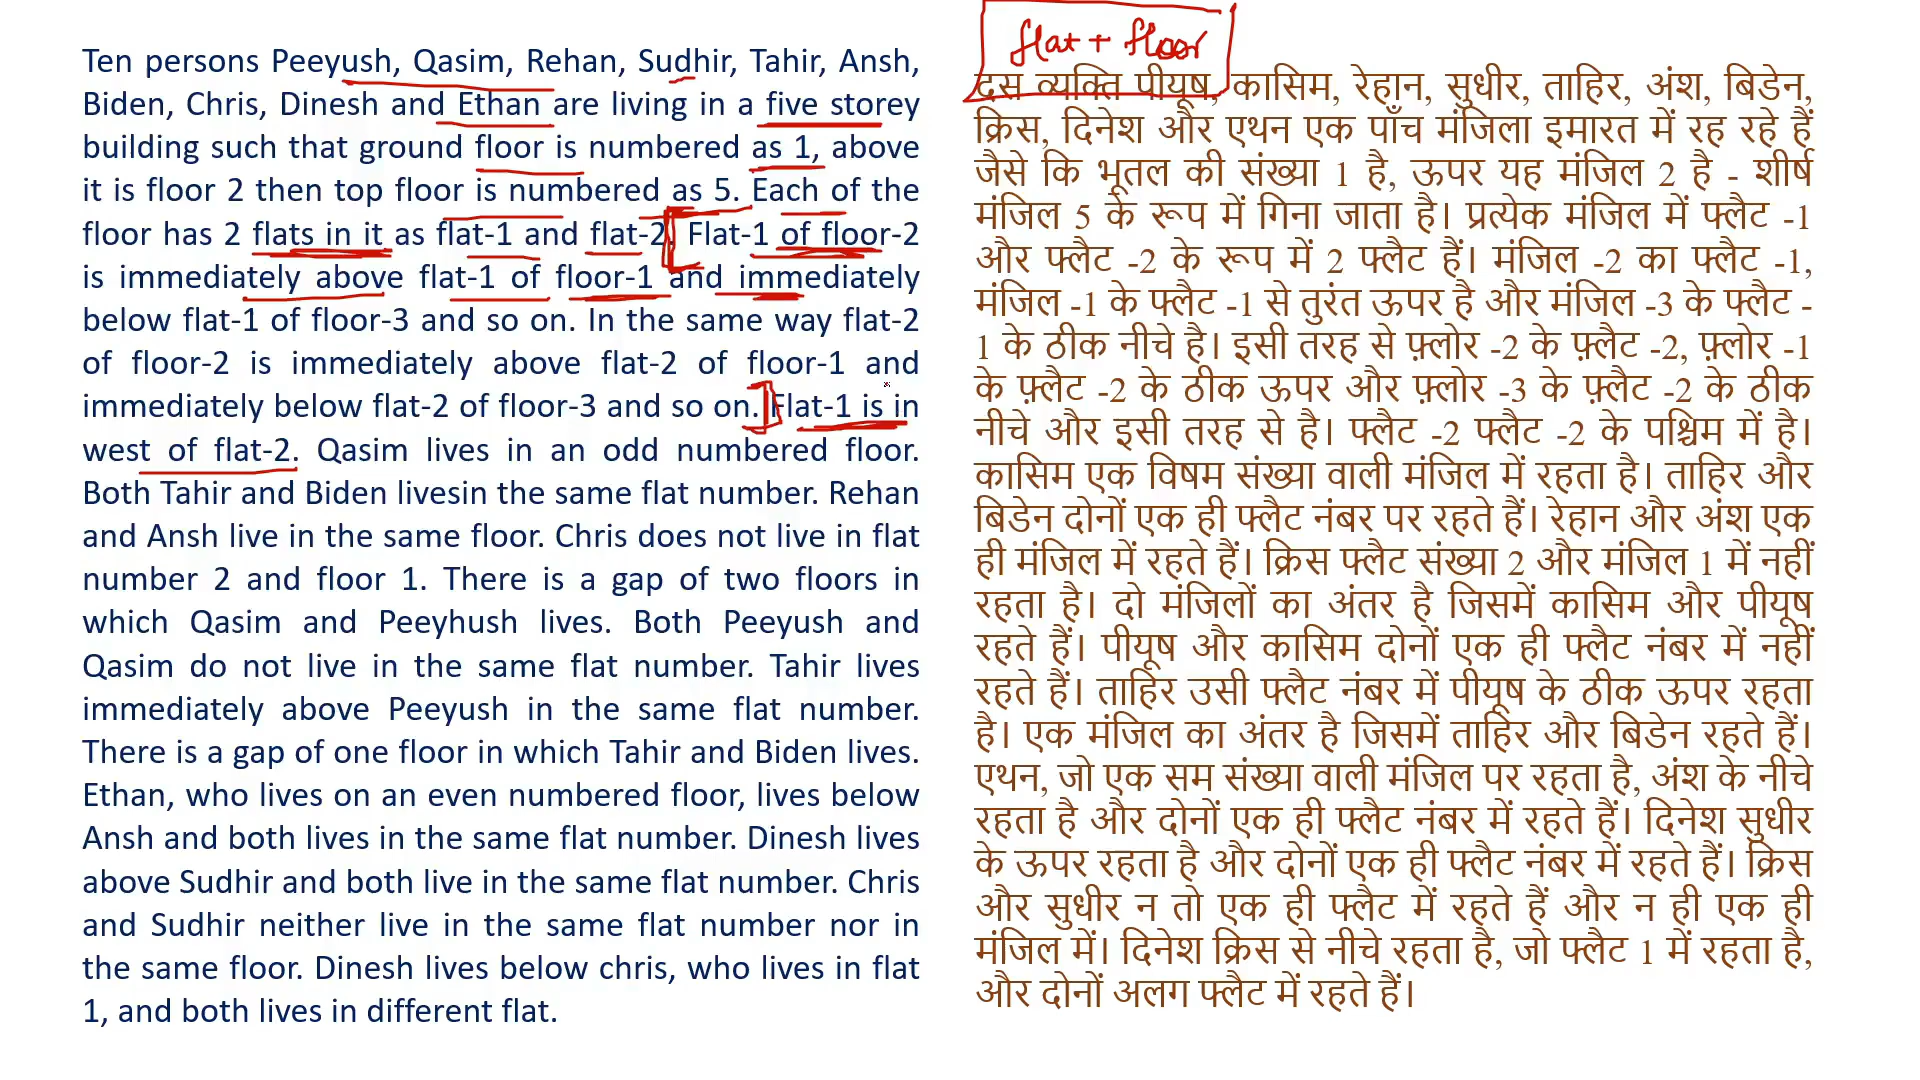 flat + floor
Ten persons Peeyush, Qasim, Rehan, Sudhir, Tahir, Ansh,
Biden, Chris, Dinesh and Ethan are living in a five storey
building such that ground floor is numbered as 1, above
it is floor 2 then top floor is numbered as 5. Each of the
floor has 2 flats in it as flat-1 and flat-2. Flat-1 of floor-2
is immediately above flat-1 of floor-1 and immediately
below flat-1 of floor-3 and so on. In the same way flat-2
of floor-2 is immediately above flat-2 of floor-1 and
immediately below flat-2 of floor-3 and so on. Flat-1 is in
west of flat-2. Qasim lives in an odd numbered floor.
Both Tahir and Biden livesin the same flat number. Rehan
and Ansh live in the same floor. Chris does not live in flat
number 2 and floor 1. There is a gap of two floors in
which Qasim and Peeyhush lives. Both Peeyush and
Qasim do not live in the same flat number. Tahir lives
immediately above Peeyush in the same flat number.
There is a gap of one floor in which Tahir and Biden lives.
Ethan, who lives on an even numbered floor, lives below
Ansh and both lives in the same flat number. Dinesh lives
above Sudhir and both live in the same flat number. Chris
and Sudhir neither live in the same flat number nor in
the same floor. Dinesh lives below chris, who lives in flat
1, and both lives in different flat.
दस व्यक्ति पीयूष, कासिम, रेहान, सुधीर, ताहिर, अंश, बिडेन,
क्रिस, दिनेश और एथन एक पाँच मंजिला इमारत में रह रहे हैं
जैसे कि भूतल की संख्या 1 है, ऊपर यह मंजिल 2 है - शीर्ष
मंजिल 5 के रूप में गिना जाता है। प्रत्येक मंजिल में फ्लैट -1
और फ्लैट -2 के रूप में 2 फ्लैट हैं। मंजिल -2 का फ्लैट -1,
मंजिल -1 के फ्लैट -1 से तुरंत ऊपर है और मंजिल -3 के फ्लैट -
1 के ठीक नीचे है। इसी तरह से फ़्लोर -2 के फ़्लैट -2, फ़्लोर -1
के फ़्लैट -2 के ठीक ऊपर और फ़्लोर -3 के फ़्लैट -2 के ठीक
नीचे और इसी तरह से है। फ्लैट -2 फ्लैट -2 के पश्चिम में है।
कासिम एक विषम संख्या वाली मंजिल में रहता है। ताहिर और
बिडेन दोनों एक ही फ्लैट नंबर पर रहते हैं। रेहान और अंश एक
ही मंजिल में रहते हैं। क्रिस फ्लैट संख्या 2 और मंजिल 1 में नहीं
रहता है। दो मंजिलों का अंतर है जिसमें कासिम और पीयूष
रहते हैं। पीयूष और कासिम दोनों एक ही फ्लैट नंबर में नहीं
रहते हैं। ताहिर उसी फ्लैट नंबर में पीयूष के ठीक ऊपर रहता
है। एक मंजिल का अंतर है जिसमें ताहिर और बिडेन रहते हैं।
एथन, जो एक सम संख्या वाली मंजिल पर रहता है, अंश के नीचे
रहता है और दोनों एक ही फ्लैट नंबर में रहते हैं। दिनेश सुधीर
के ऊपर रहता है और दोनों एक ही फ्लैट नंबर में रहते हैं। क्रिस
और सुधीर न तो एक ही फ्लैट में रहते हैं और न ही एक ही
मंजिल में। दिनेश क्रिस से नीचे रहता है, जो फ्लैट 1 में रहता है,
और दोनों अलग फ्लैट में रहते हैं।